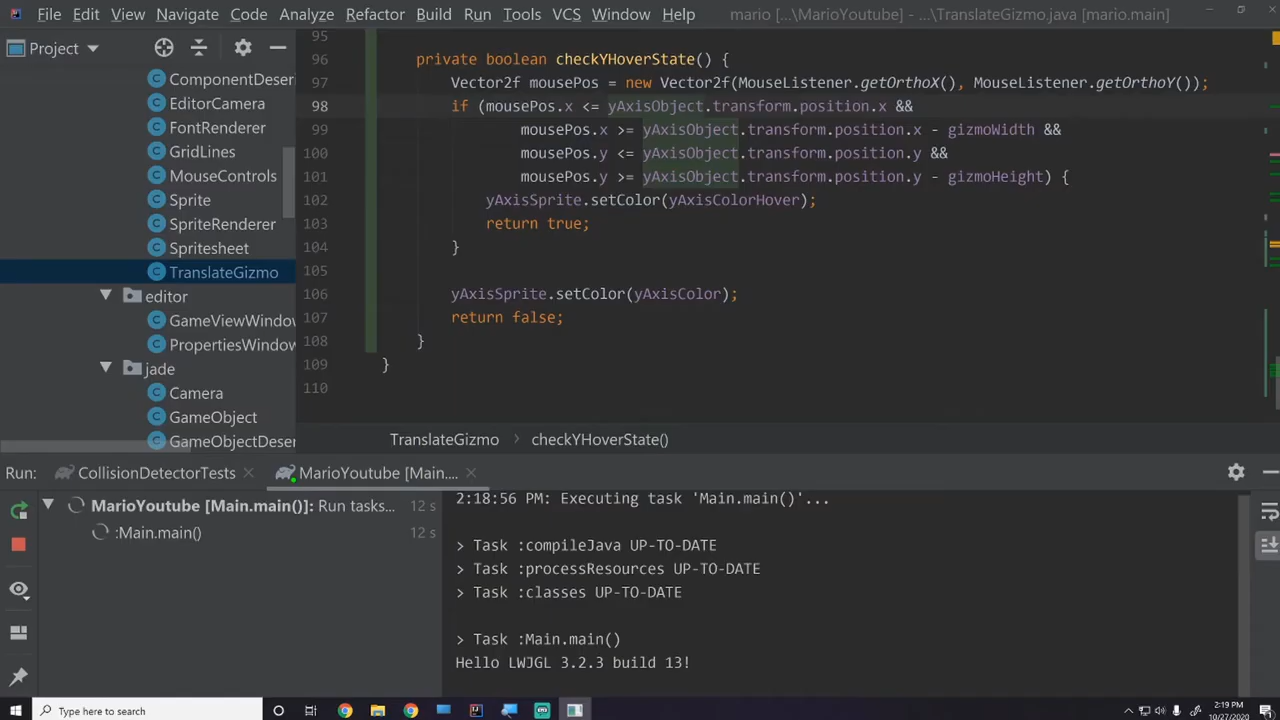 File Edit View Navigate Code Analyze Refactor Build Run Tools VCS Window Help mario [...\MarioYoutube] - ...\TranslateGizmo.java [mario.main]
Project
ComponentDeseri
EditorCamera
FontRenderer
GridLines
MouseControls
Sprite
SpriteRenderer
Spritesheet
TranslateGizmo
editor
GameViewWindow
PropertiesWindow
jade
Camera
GameObject
GameObjectDeser
95
96 private boolean checkYHoverState() {
97 Vector2f mousePos = new Vector2f(MouseListener.getOrthoX(), MouseListener.getOrthoY());
98 if (mousePos.x <= yAxisObject.transform.position.x &&
99 mousePos.x >= yAxisObject.transform.position.x - gizmoWidth &&
100 mousePos.y <= yAxisObject.transform.position.y &&
101 mousePos.y >= yAxisObject.transform.position.y - gizmoHeight) {
102 yAxisSprite.setColor(yAxisColorHover);
103 return true;
104 }
105
106 yAxisSprite.setColor(yAxisColor);
107 return false;
108 }
109 }
110
TranslateGizmo > checkYHoverState()
Run: CollisionDetectorTests × MarioYoutube [Main.... ×
MarioYoutube [Main.main()]: Run tasks... 12 s
:Main.main() 12 s
2:18:56 PM: Executing task 'Main.main()'...
> Task :compileJava UP-TO-DATE
> Task :processResources UP-TO-DATE
> Task :classes UP-TO-DATE
> Task :Main.main()
Hello LWJGL 3.2.3 build 13!
Type here to search
2:19 PM
10/27/2020